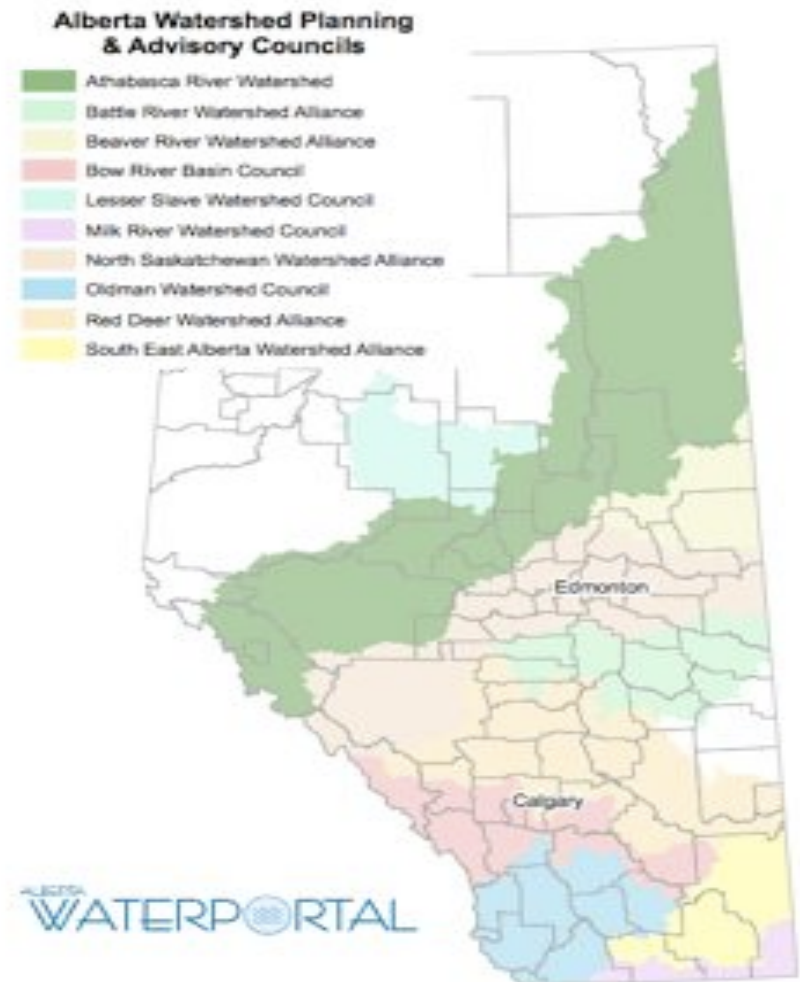 Alberta Watershed Planning
& Advisory Councils
Athabasca River Watershed
Battle River Watershed Alliance
Beaver River Watershed Alliance
Bow River Basin Council
Lesser Slave Watershed Council
Milk River Watershed Council
North Saskatchewan Watershed Alliance
Oldman Watershed Council
Red Deer Watershed Alliance
South East Alberta Watershed Alliance
Edmonton
Calgary
ALBERTA
WATERPORTAL